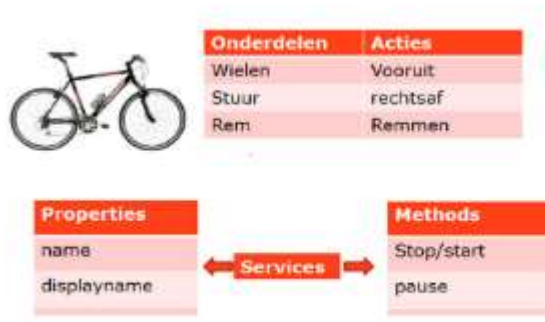 Onderdelen Acties
Wielen Vooruit
Stuur rechtsaf
Rem Remmen
Properties Methods
name Stop/start
Services
displayname pause